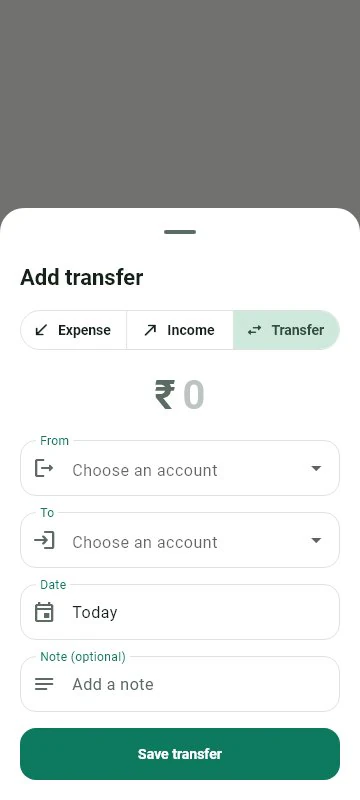 Add transfer
Expense Income Transfer
₹ 0
From
Choose an account
To
Choose an account
Date
Today
Note (optional)
Add a note
Save transfer